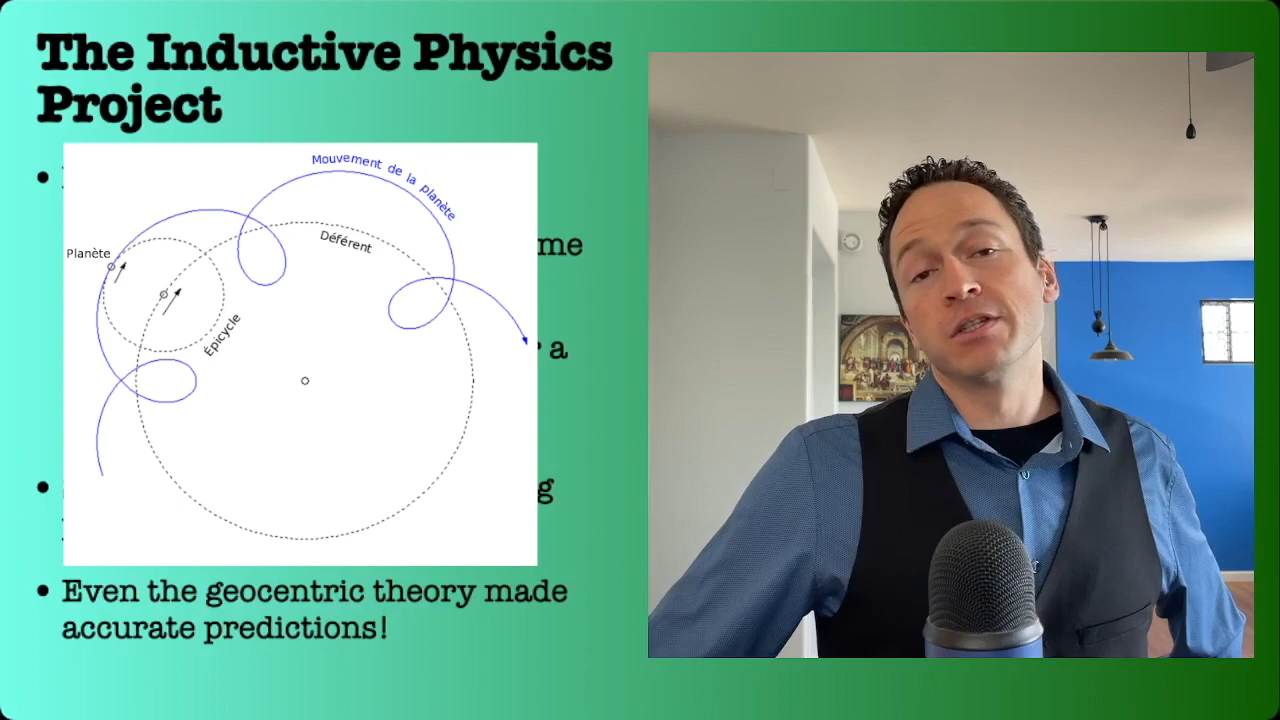 The Inductive Physics
Project
Mouvement de la planète
Déférent
Planète
Épicycle
me
a
g
• Even the geocentric theory made
accurate predictions!